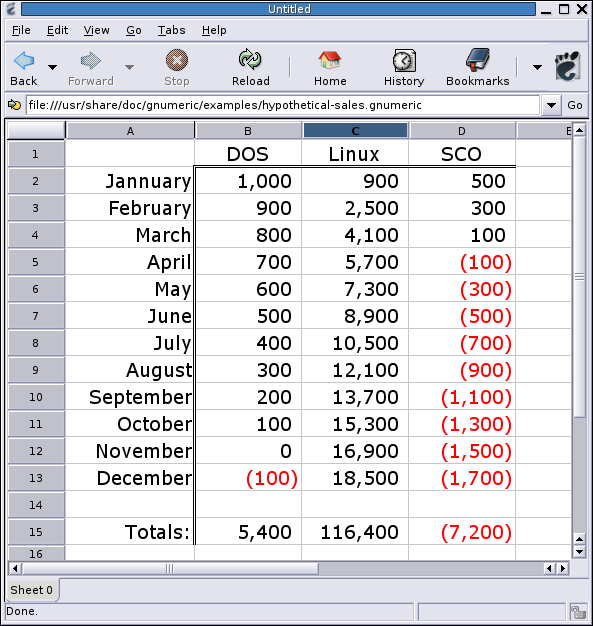 Untitled
File Edit View Go Tabs Help
Back Forward Stop Reload Home History Bookmarks
file:///usr/share/doc/gnumeric/examples/hypothetical-sales.gnumeric Go
A B C D E
1 DOS Linux SCO
2 Jannuary 1,000 900 500
3 February 900 2,500 300
4 March 800 4,100 100
5 April 700 5,700 (100)
6 May 600 7,300 (300)
7 June 500 8,900 (500)
8 July 400 10,500 (700)
9 August 300 12,100 (900)
10 September 200 13,700 (1,100)
11 October 100 15,300 (1,300)
12 November 0 16,900 (1,500)
13 December (100) 18,500 (1,700)
14
15 Totals: 5,400 116,400 (7,200)
16
Sheet 0
Done.